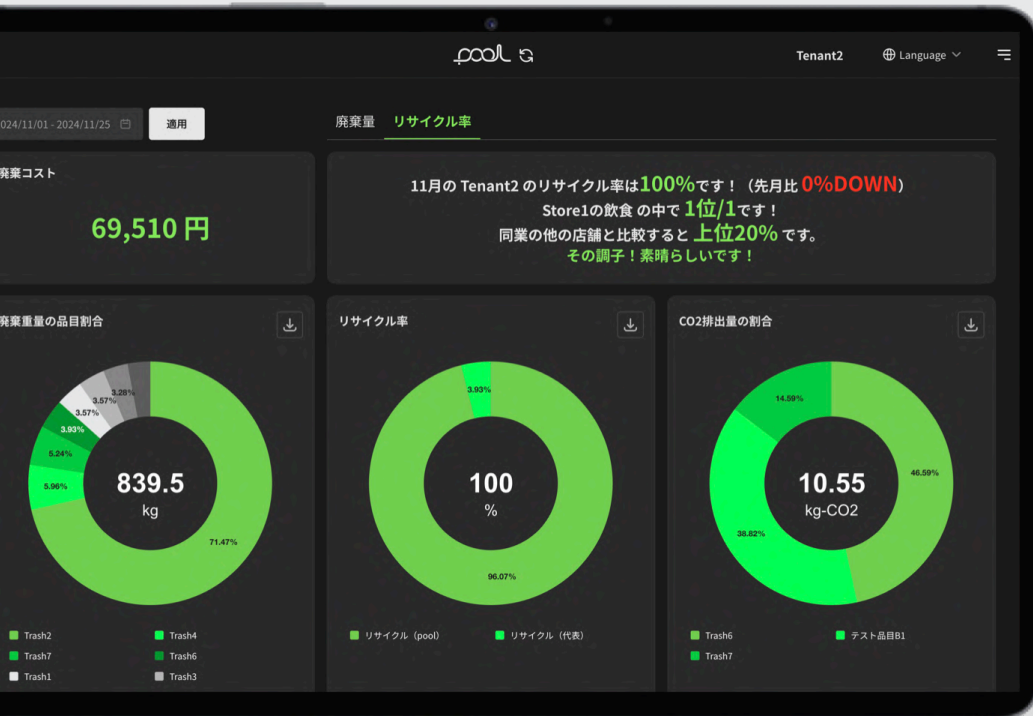 pool
Tenant2
Language
2024/11/01 - 2024/11/25
適用
廃棄量
リサイクル率
廃棄コスト
69,510 円
11月の Tenant2 のリサイクル率は100%です！（先月比 0%DOWN）
Store1の飲食 の中で 1位/1です！
同業の他の店舗と比較すると 上位20% です。
その調子！素晴らしいです！
廃棄重量の品目割合
3.28%
3.57%
3.57%
3.93%
5.24%
5.96%
839.5
kg
71.47%
Trash2
Trash4
Trash7
Trash6
Trash1
Trash3
リサイクル率
3.93%
100
%
96.07%
リサイクル（pool）
リサイクル（代表）
CO2排出量の割合
14.59%
46.59%
10.55
kg-CO2
38.82%
Trash6
テスト品目B1
Trash7